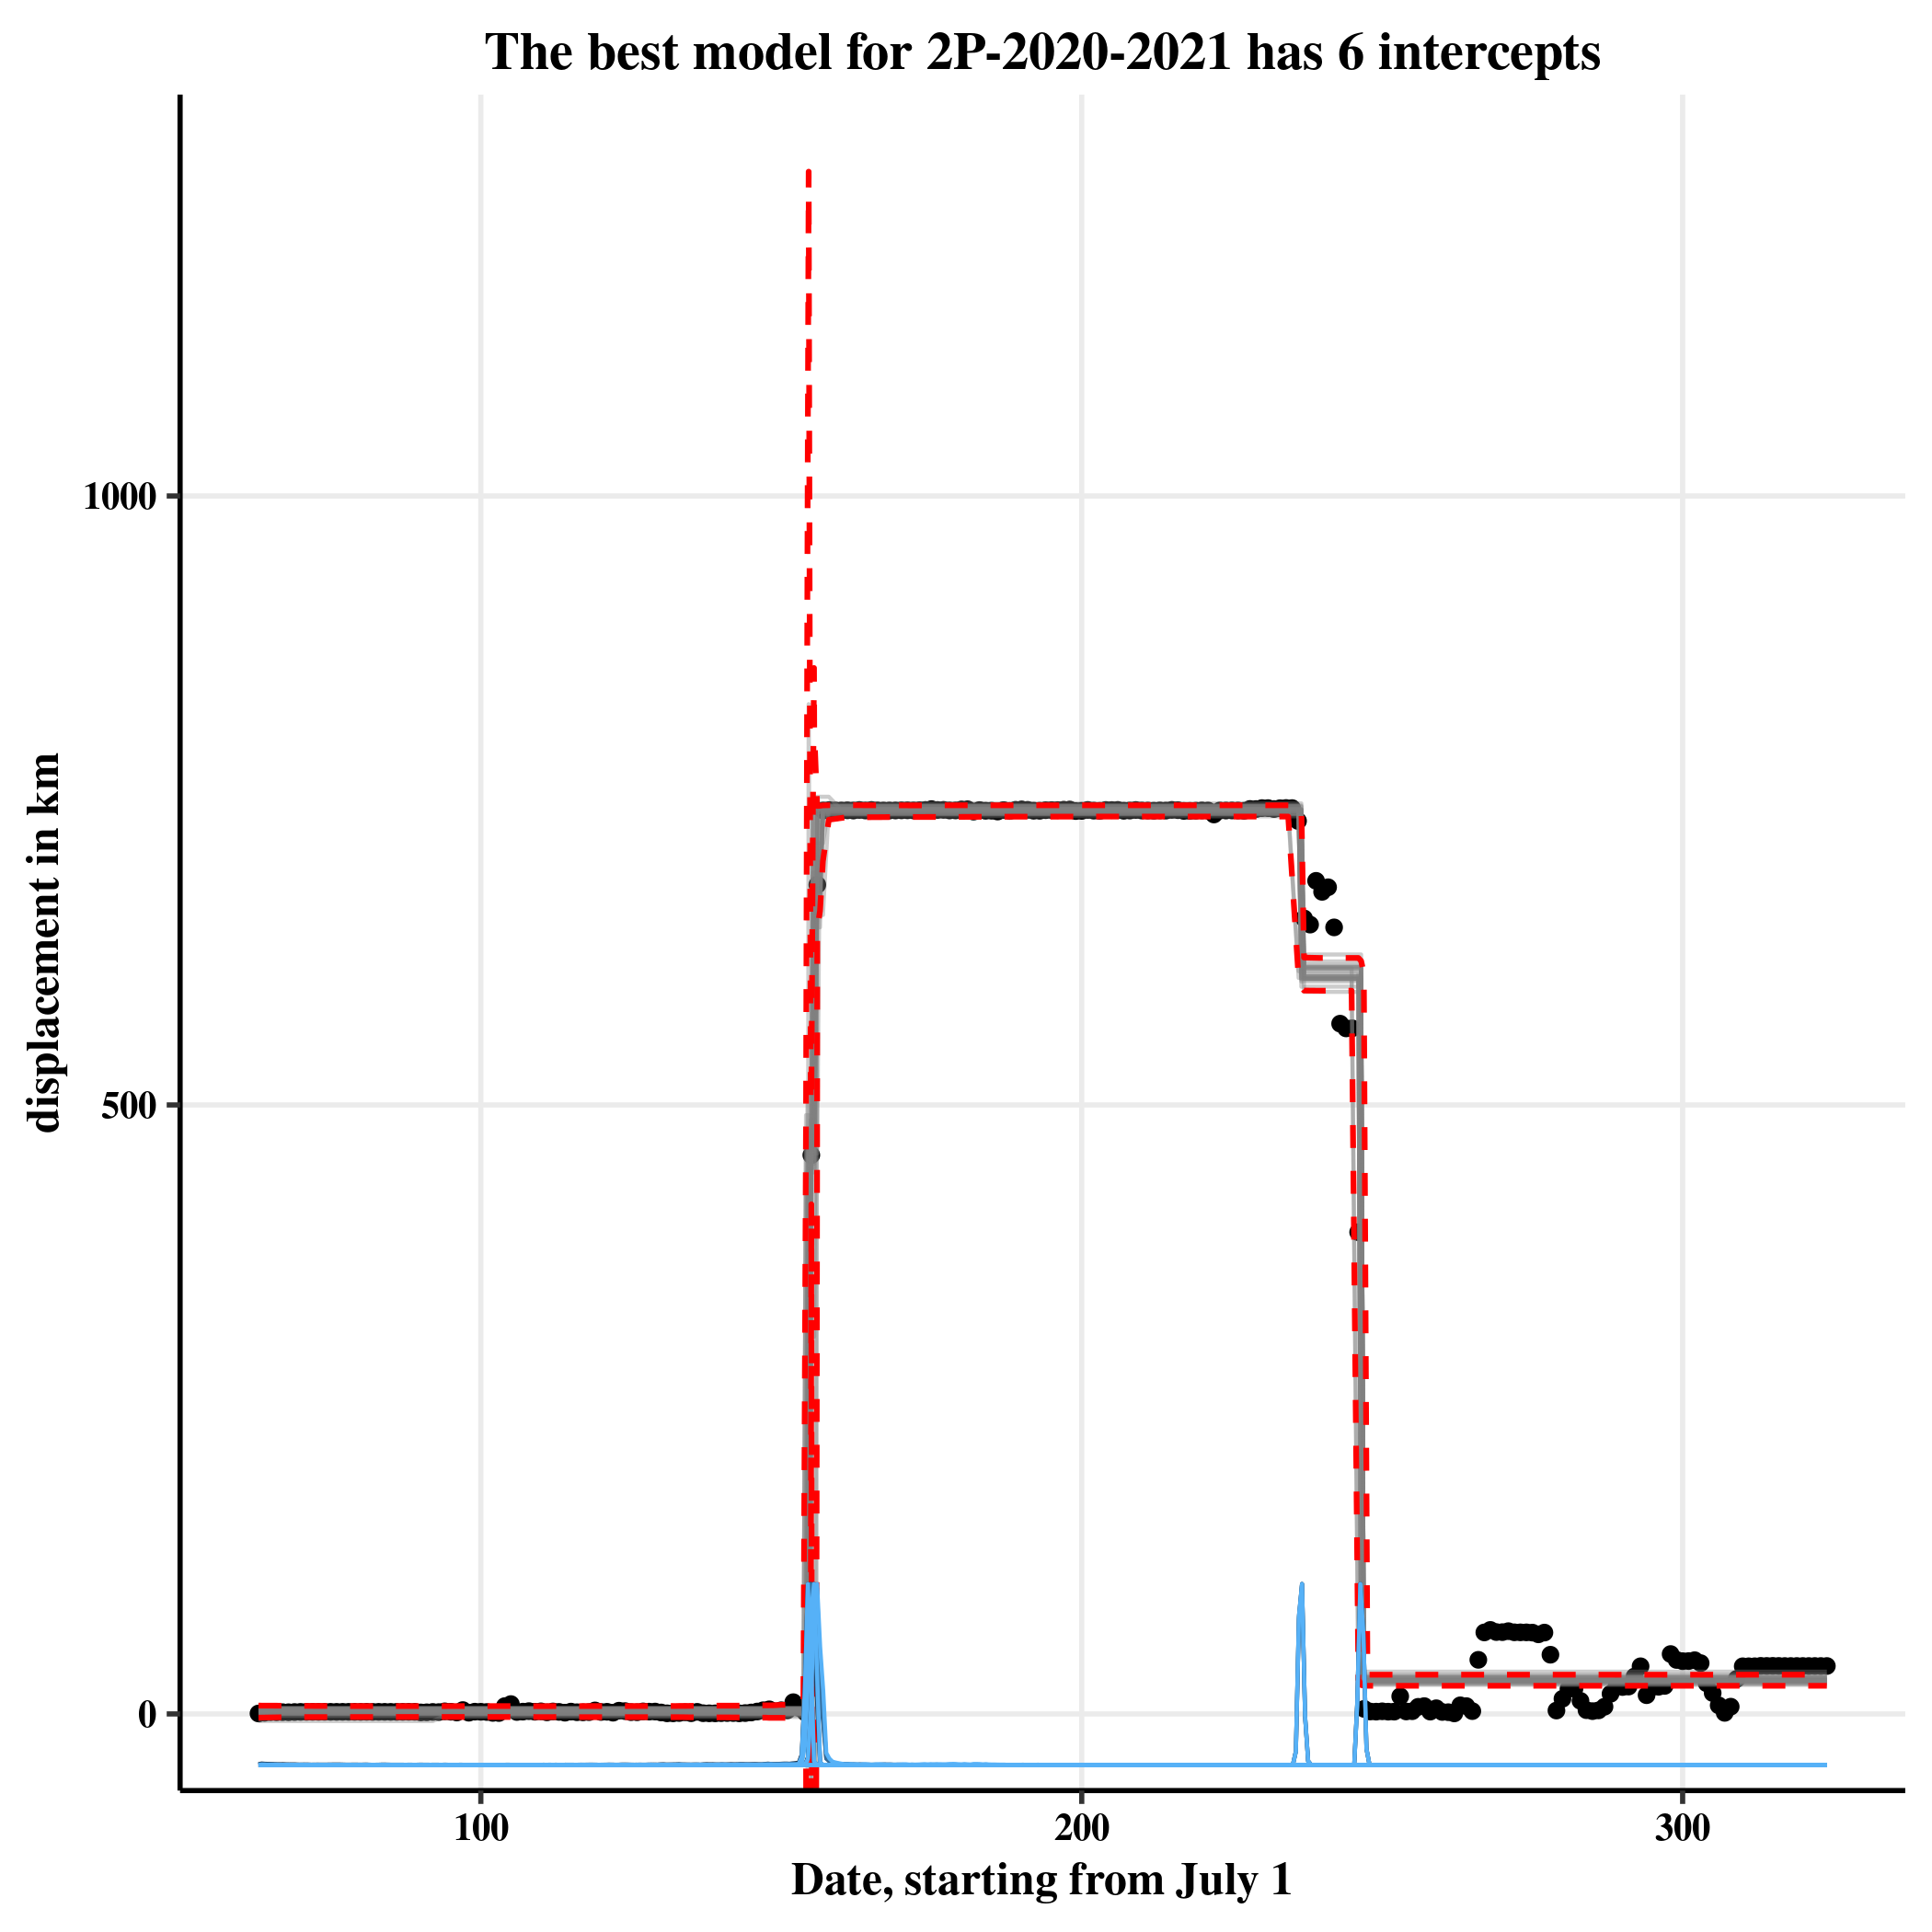 The best model for 2P-2020-2021 has 6 intercepts
displacement in km
1000
500
0
100
200
300
Date, starting from July 1